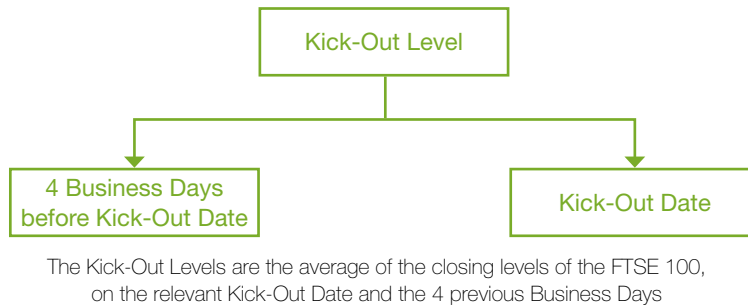 Kick-Out Level
4 Business Days
before Kick-Out Date
Kick-Out Date
The Kick-Out Levels are the average of the closing levels of the FTSE 100,
on the relevant Kick-Out Date and the 4 previous Business Days